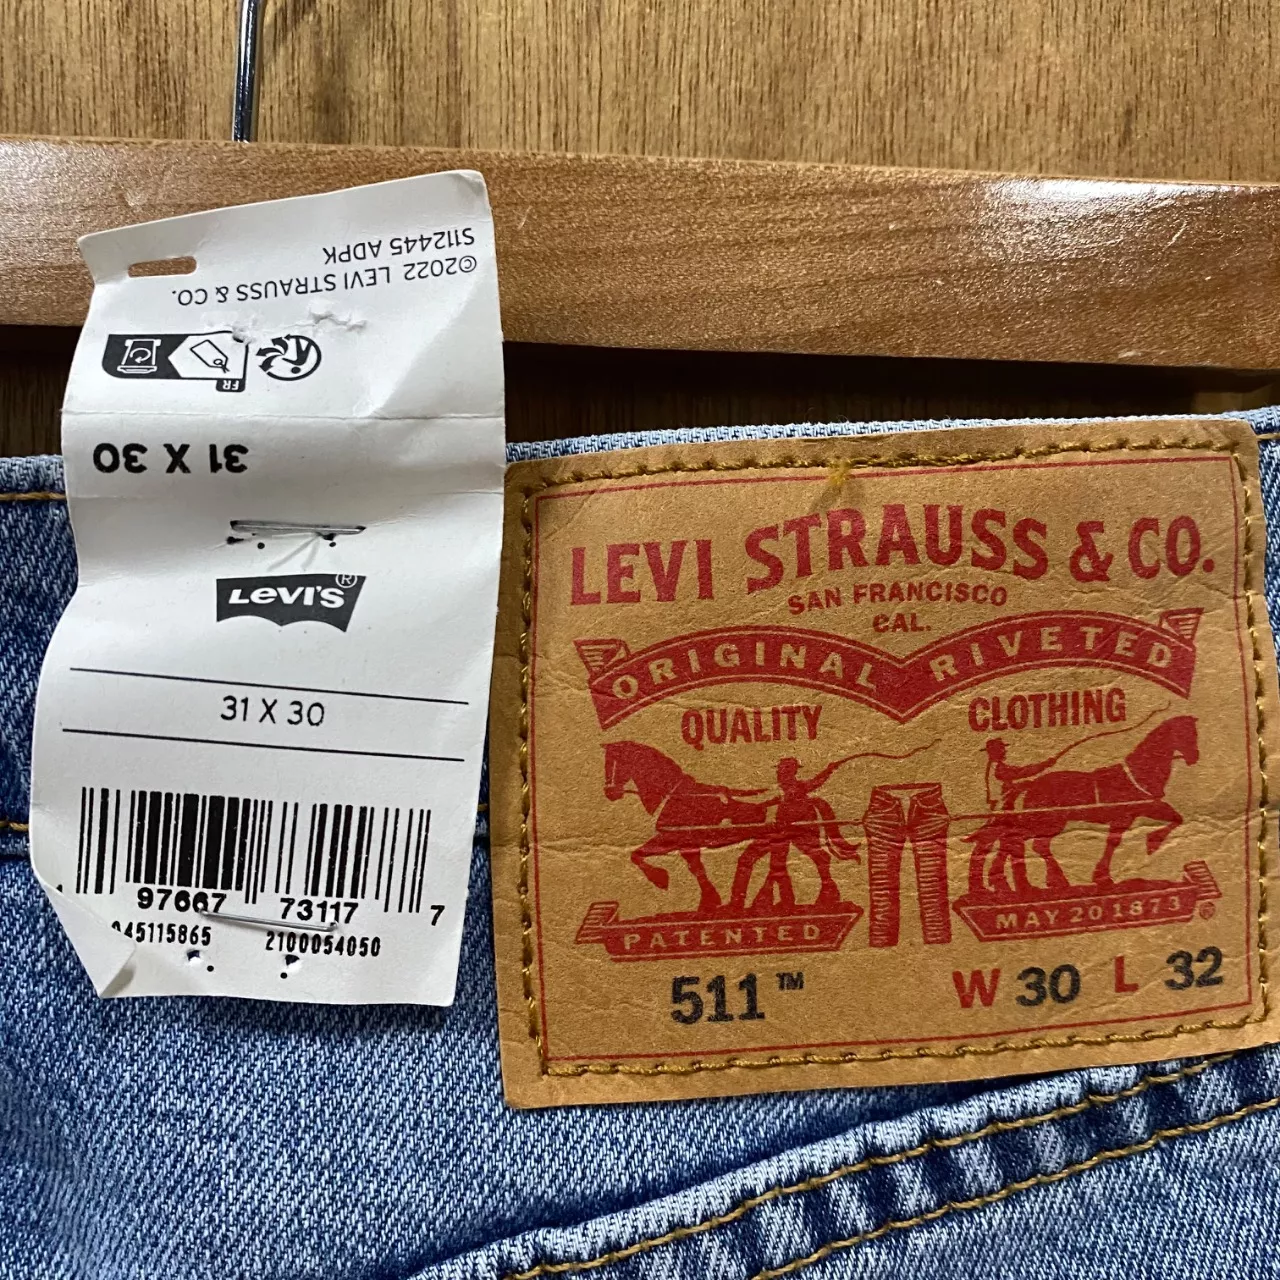 S112445 ADPK
©2022 LEVI STRAUSS & CO.
FR
31 X 30
LEVI'S®
31 X 30
97667 73117 7
045115865 2100054050
LEVI STRAUSS & CO.
SAN FRANCISCO
CAL.
ORIGINAL RIVETED
QUALITY CLOTHING
PATENTED MAY 20 1873 ®
511™ W 30 L 32